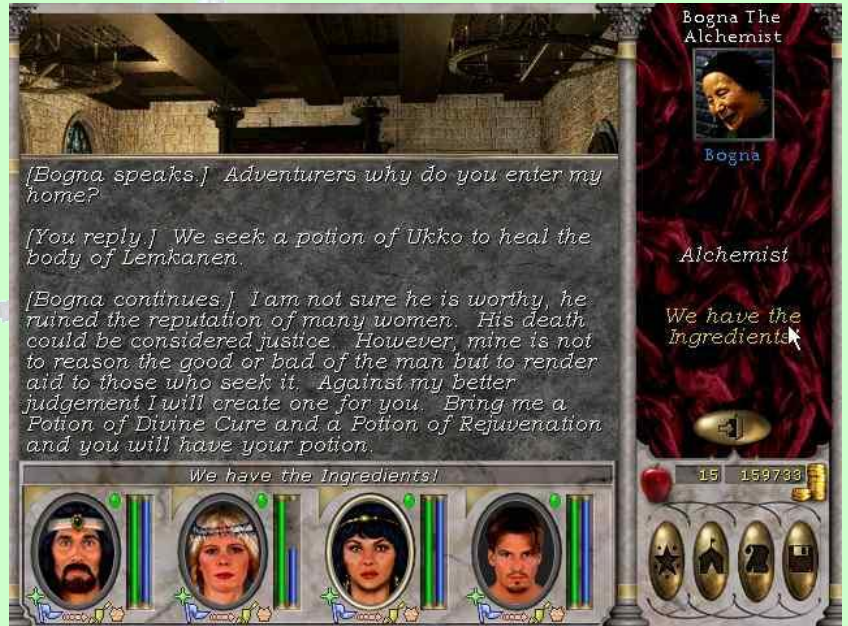 Bogna The
Alchemist
Bogna
[Bogna speaks.] Adventurers why do you enter my
home?
[You reply.] We seek a potion of Ukko to heal the
body of Lemkanen.
[Bogna continues.] I am not sure he is worthy, he
ruined the reputation of many women. His death
could be considered justice. However, mine is not
to reason the good or bad of the man but to render
aid to those who seek it. Against my better
judgement I will create one for you. Bring me a
Potion of Divine Cure and a Potion of Rejuvenation
and you will have your potion.
Alchemist
We have the
Ingredients!
We have the Ingredients!
15 159733